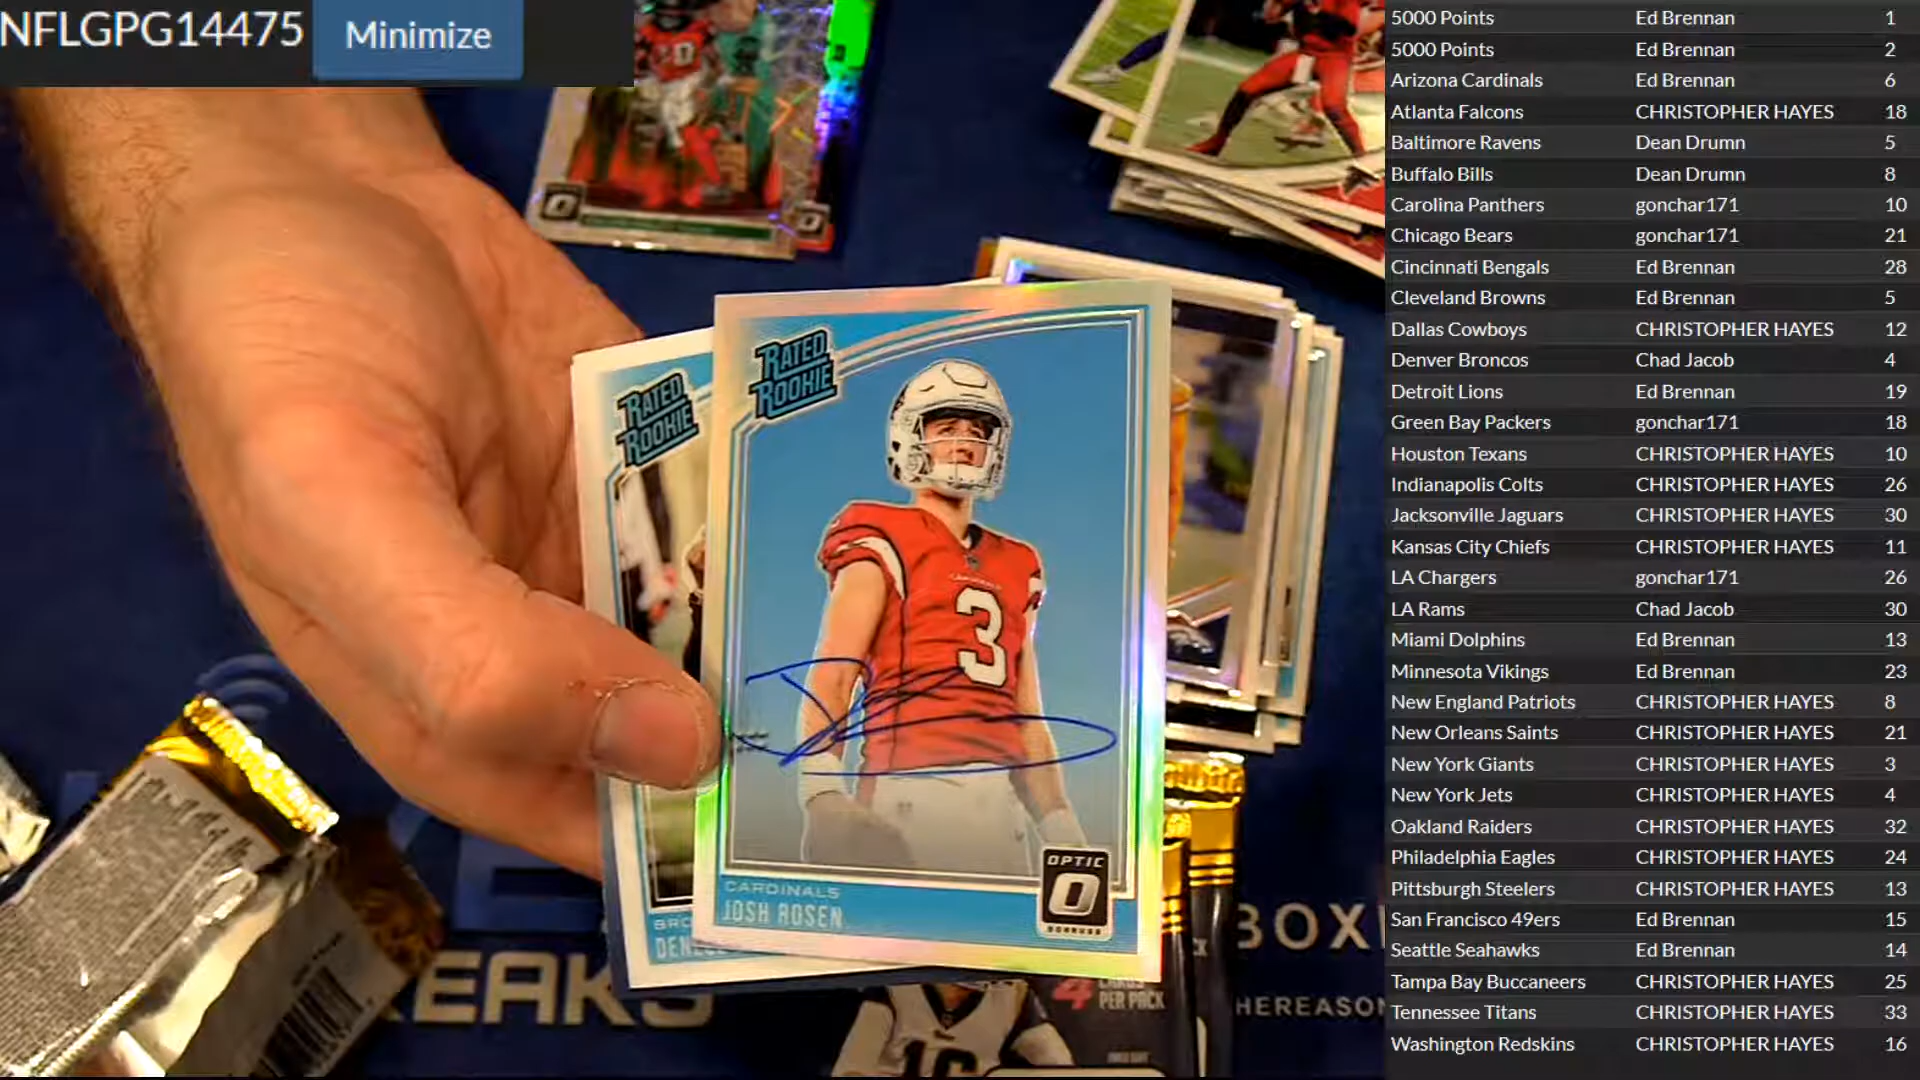 NFLGPG14475
Minimize
RATED
ROOKIE
RATED
ROOKIE
3
OPTIC
CARDINALS
JOSH ROSEN
DONRUSS
BRO
EAKS
BOX
HEREASON
4
PER PACK
5000 Points Ed Brennan 1
5000 Points Ed Brennan 2
Arizona Cardinals Ed Brennan 6
Atlanta Falcons CHRISTOPHER HAYES 18
Baltimore Ravens Dean Drumn 5
Buffalo Bills Dean Drumn 8
Carolina Panthers gonchar171 10
Chicago Bears gonchar171 21
Cincinnati Bengals Ed Brennan 28
Cleveland Browns Ed Brennan 5
Dallas Cowboys CHRISTOPHER HAYES 12
Denver Broncos Chad Jacob 4
Detroit Lions Ed Brennan 19
Green Bay Packers gonchar171 18
Houston Texans CHRISTOPHER HAYES 10
Indianapolis Colts CHRISTOPHER HAYES 26
Jacksonville Jaguars CHRISTOPHER HAYES 30
Kansas City Chiefs CHRISTOPHER HAYES 11
LA Chargers gonchar171 26
LA Rams Chad Jacob 30
Miami Dolphins Ed Brennan 13
Minnesota Vikings Ed Brennan 23
New England Patriots CHRISTOPHER HAYES 8
New Orleans Saints CHRISTOPHER HAYES 21
New York Giants CHRISTOPHER HAYES 3
New York Jets CHRISTOPHER HAYES 4
Oakland Raiders CHRISTOPHER HAYES 32
Philadelphia Eagles CHRISTOPHER HAYES 24
Pittsburgh Steelers CHRISTOPHER HAYES 13
San Francisco 49ers Ed Brennan 15
Seattle Seahawks Ed Brennan 14
Tampa Bay Buccaneers CHRISTOPHER HAYES 25
Tennessee Titans CHRISTOPHER HAYES 33
Washington Redskins CHRISTOPHER HAYES 16